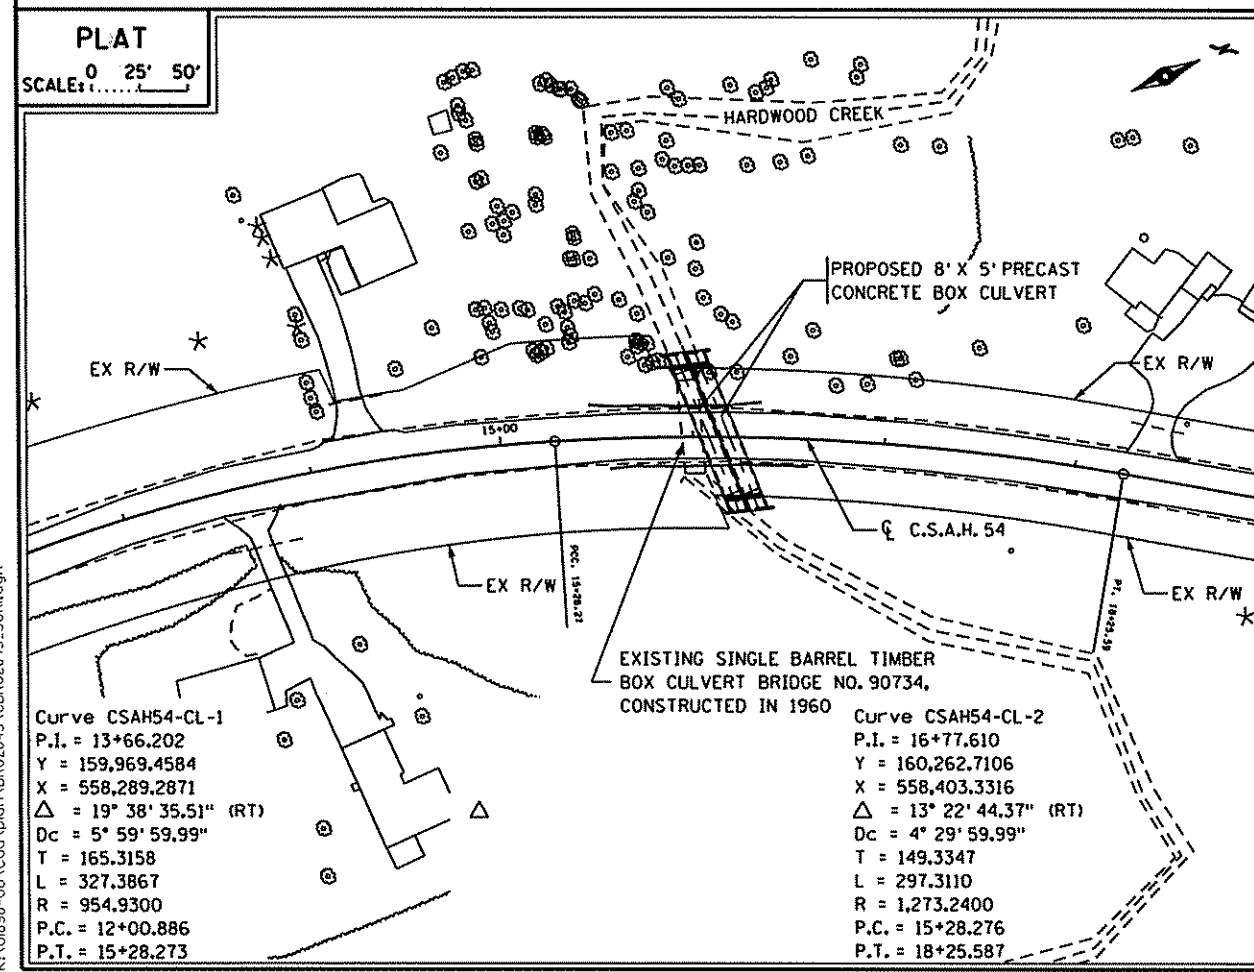 PLAT
SCALE: 0 25' 50'
HARDWOOD CREEK
PROPOSED 8' X 5' PRECAST
CONCRETE BOX CULVERT
EX R/W
EX R/W
15+00
PCC. 15+28.27
℄ C.S.A.H. 54
EX R/W
EX R/W
PT. 18+25.59
EXISTING SINGLE BARREL TIMBER
BOX CULVERT BRIDGE NO. 90734,
CONSTRUCTED IN 1960
Curve CSAH54-CL-1
P.I. = 13+66.202
Y = 159,969.4584
X = 558,289.2871
△ = 19° 38' 35.51" (RT)
Dc = 5° 59' 59.99"
T = 165.3158
L = 327.3867
R = 954.9300
P.C. = 12+00.886
P.T. = 15+28.273
Curve CSAH54-CL-2
P.I. = 16+77.610
Y = 160,262.7106
X = 558,403.3316
△ = 13° 22' 44.37" (RT)
Dc = 4° 29' 59.99"
T = 149.3347
L = 297.3110
R = 1,273.2400
P.C. = 15+28.276
P.T. = 18+25.587